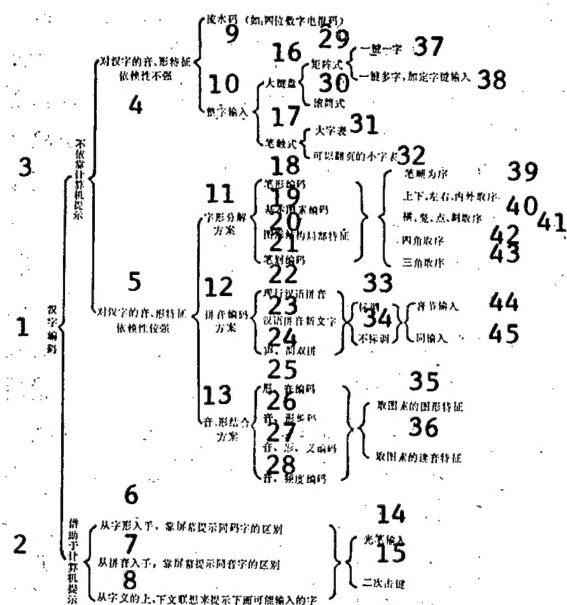 流水码 (如:四位数字电报码)
9
29
16
37
对汉字的音、形特征
依赖性不强
矩阵式
一键一字
10
大键盘
30
一键多字,加定字键输入
38
4
整字输入
滚筒式
17
31
笔触式
大字表
3
不依靠计算机提示
可以翻页的小字表
32
18
笔形编码
笔顺为序
39
11
19
上下、左右、内外取序
40
字形分解
方案
20
横、竖、点、斜取序
41
图形结构局部特征
21
四角取序
42
5
笔划编码
三角取序
43
22
33
对汉字的音、形特征
依赖性较强
12
现行汉语拼音
标调
音节输入
44
1
汉字编码
拼音编码
方案
23
汉语拼音新文字
34
不标调
24
词输入
45
声、韵双拼
25
13
形、音编码
35
26
取图末的图形特征
音、形结合
方案
音、形编码
27
36
音、形、义编码
28
取图末的读音特征
音、频度编码
6
14
2
借助于计算机提示
从字形入手，靠屏幕提示同码字的区别
光笔输入
7
15
从拼音入手，靠屏幕提示同音字的区别
8
二次击键
从字义的上、下文联想来提示下面可能输入的字